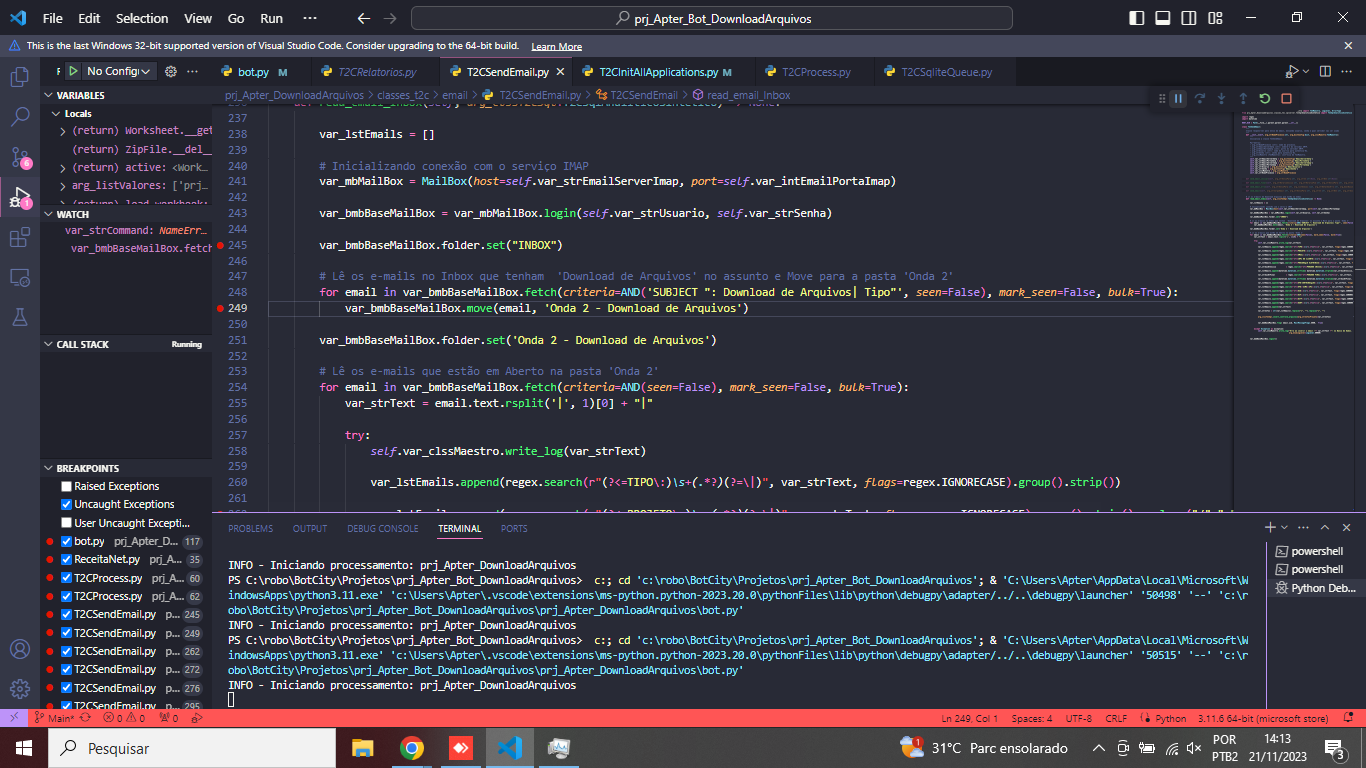 File Edit Selection View Go Run ··· prj_Apter_Bot_DownloadArquivos
This is the last Windows 32-bit supported version of Visual Studio Code. Consider upgrading to the 64-bit build. Learn More
No Config bot.py M T2CRelatorios.py T2CSendEmail.py T2CInitAllApplications.py M T2CProcess.py T2CSqliteQueue.py
VARIABLES
Locals
(return) Worksheet.__get
(return) ZipFile.__del__
(return) active: <Work…
arg_listValores: ['prj…
WATCH
var_strCommand: NameErr…
var_bmbBaseMailBox.fetch
CALL STACK Running
BREAKPOINTS
Raised Exceptions
Uncaught Exceptions
User Uncaught Excepti...
bot.py prj_Apter_D... 117
ReceitaNet.py prj_A... 35
T2CProcess.py prj_A... 60
T2CProcess.py prj_A... 62
T2CSendEmail.py p... 245
T2CSendEmail.py p... 249
T2CSendEmail.py p... 262
T2CSendEmail.py p... 272
T2CSendEmail.py p... 276
T2CSendEmail.py p... 295
prj_Apter_DownloadArquivos > classes_t2c > email > T2CSendEmail.py > T2CSendEmail > read_email_Inbox
237
238 var_lstEmails = []
239
240 # Inicializando conexão com o serviço IMAP
241 var_mbMailBox = MailBox(host=self.var_strEmailServerImap, port=self.var_intEmailPortaImap)
242
243 var_bmbBaseMailBox = var_mbMailBox.login(self.var_strUsuario, self.var_strSenha)
244
245 var_bmbBaseMailBox.folder.set("INBOX")
246
247 # Lê os e-mails no Inbox que tenham  'Download de Arquivos' no assunto e Move para a pasta 'Onda 2'
248 for email in var_bmbBaseMailBox.fetch(criteria=AND('SUBJECT ": Download de Arquivos| Tipo"', seen=False), mark_seen=False, bulk=True):
249 var_bmbBaseMailBox.move(email, 'Onda 2 - Download de Arquivos')
250
251 var_bmbBaseMailBox.folder.set('Onda 2 - Download de Arquivos')
252
253 # Lê os e-mails que estão em Aberto na pasta 'Onda 2'
254 for email in var_bmbBaseMailBox.fetch(criteria=AND(seen=False), mark_seen=False, bulk=True):
255 var_strText = email.text.rsplit('|', 1)[0] + "|"
256
257 try:
258 self.var_clssMaestro.write_log(var_strText)
259
260 var_lstEmails.append(regex.search(r"(?<=TIPO\:)\s+(.*?)(?=\|)", var_strText, flags=regex.IGNORECASE).group().strip())
261
PROBLEMS OUTPUT DEBUG CONSOLE TERMINAL PORTS
INFO - Iniciando processamento: prj_Apter_DownloadArquivos
PS C:\robo\BotCity\Projetos\prj_Apter_Bot_DownloadArquivos>  c:; cd 'c:\robo\BotCity\Projetos\prj_Apter_Bot_DownloadArquivos'; & 'C:\Users\Apter\AppData\Local\Microsoft\W
indowsApps\python3.11.exe' 'c:\Users\Apter\.vscode\extensions\ms-python.python-2023.20.0\pythonFiles\lib\python\debugpy\adapter/../..\debugpy\launcher' '50498' '--' 'c:\r
obo\BotCity\Projetos\prj_Apter_Bot_DownloadArquivos\prj_Apter_DownloadArquivos\bot.py'
INFO - Iniciando processamento: prj_Apter_DownloadArquivos
PS C:\robo\BotCity\Projetos\prj_Apter_Bot_DownloadArquivos>  c:; cd 'c:\robo\BotCity\Projetos\prj_Apter_Bot_DownloadArquivos'; & 'C:\Users\Apter\AppData\Local\Microsoft\W
indowsApps\python3.11.exe' 'c:\Users\Apter\.vscode\extensions\ms-python.python-2023.20.0\pythonFiles\lib\python\debugpy\adapter/../..\debugpy\launcher' '50515' '--' 'c:\r
obo\BotCity\Projetos\prj_Apter_Bot_DownloadArquivos\prj_Apter_DownloadArquivos\bot.py'
INFO - Iniciando processamento: prj_Apter_DownloadArquivos
powershell
powershell
Python Deb...
Main* 0 0 0 Ln 249, Col 1 Spaces: 4 UTF-8 CRLF Python 3.11.6 64-bit (microsoft store)
Pesquisar 31°C Parc ensolarado POR PTB2 14:13 21/11/2023 3